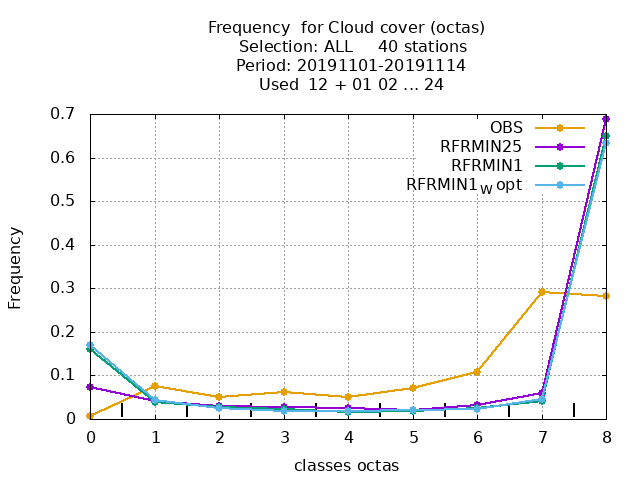 Frequency  for Cloud cover (octas)
Selection: ALL     40 stations
Period: 20191101-20191114
Used  12 + 01 02 ... 24
OBS
RFRMIN25
RFRMIN1
RFRMIN1w opt
Frequency
0.7
0.6
0.5
0.4
0.3
0.2
0.1
0
0 1 2 3 4 5 6 7 8
classes octas